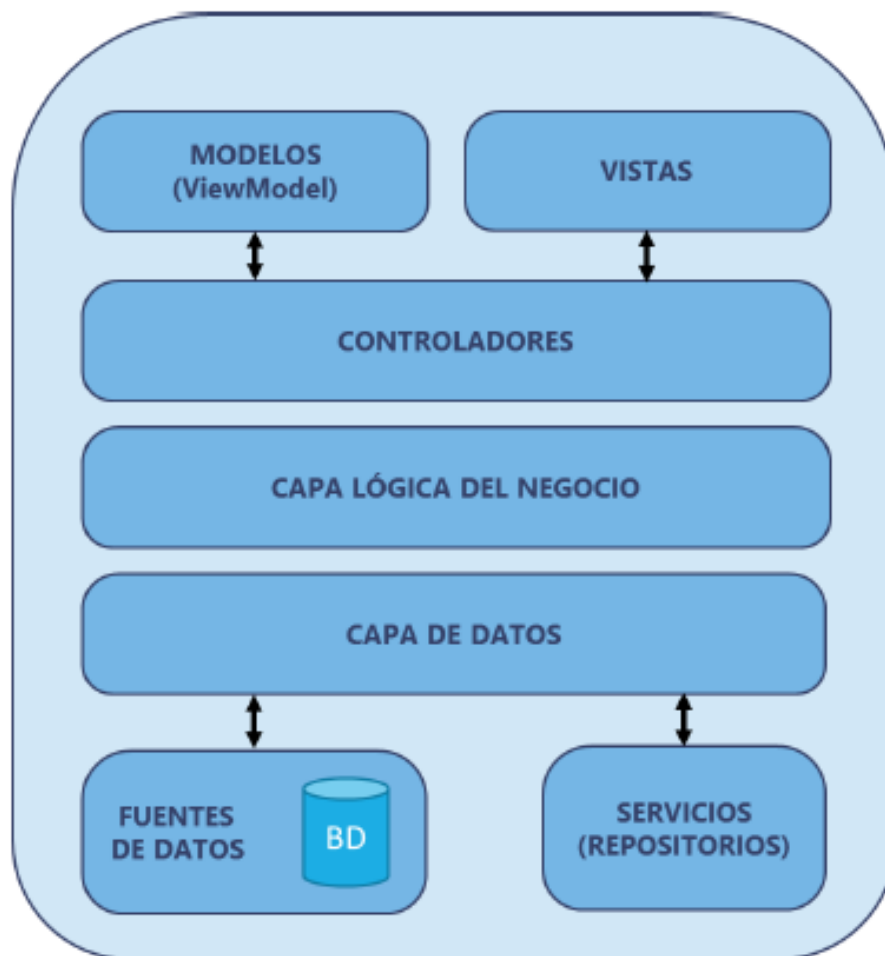 MODELOS
(ViewModel)
VISTAS
CONTROLADORES
CAPA LÓGICA DEL NEGOCIO
CAPA DE DATOS
FUENTES
DE DATOS
BD
SERVICIOS
(REPOSITORIOS)